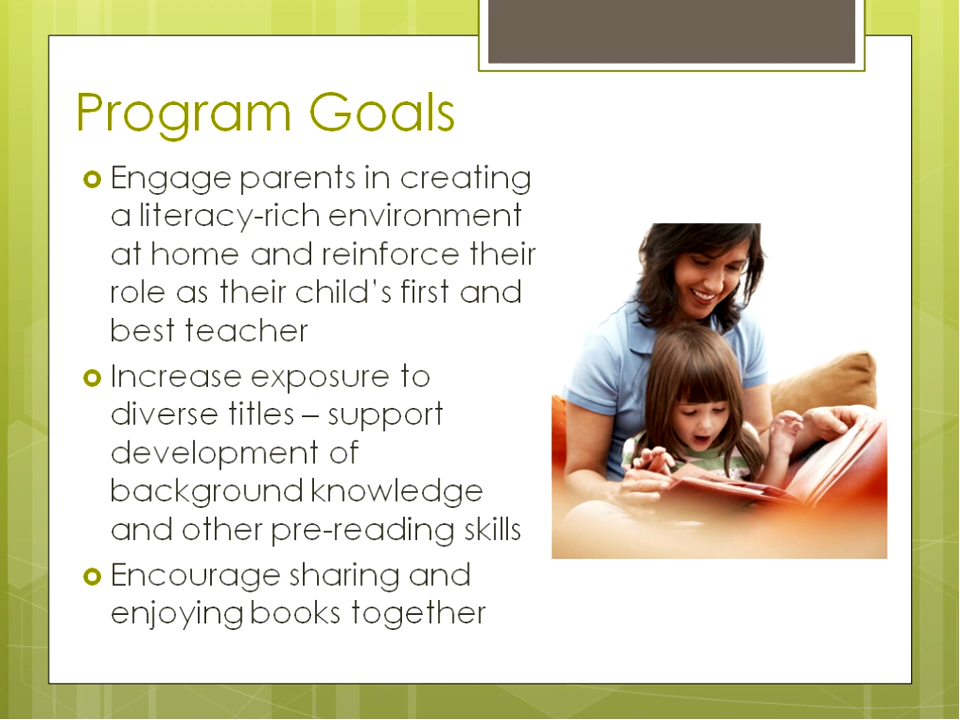 Program Goals
Engage parents in creating
a literacy-rich environment
at home and reinforce their
role as their child's first and
best teacher
Increase exposure to
diverse titles – support
development of
background knowledge
and other pre-reading skills
Encourage sharing and
enjoying books together